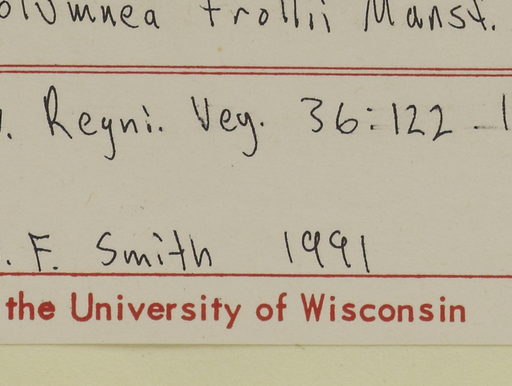 olumnea trollii Mansf.
. Regni. Veg. 36:122
. F. Smith 1991
the University of Wisconsin